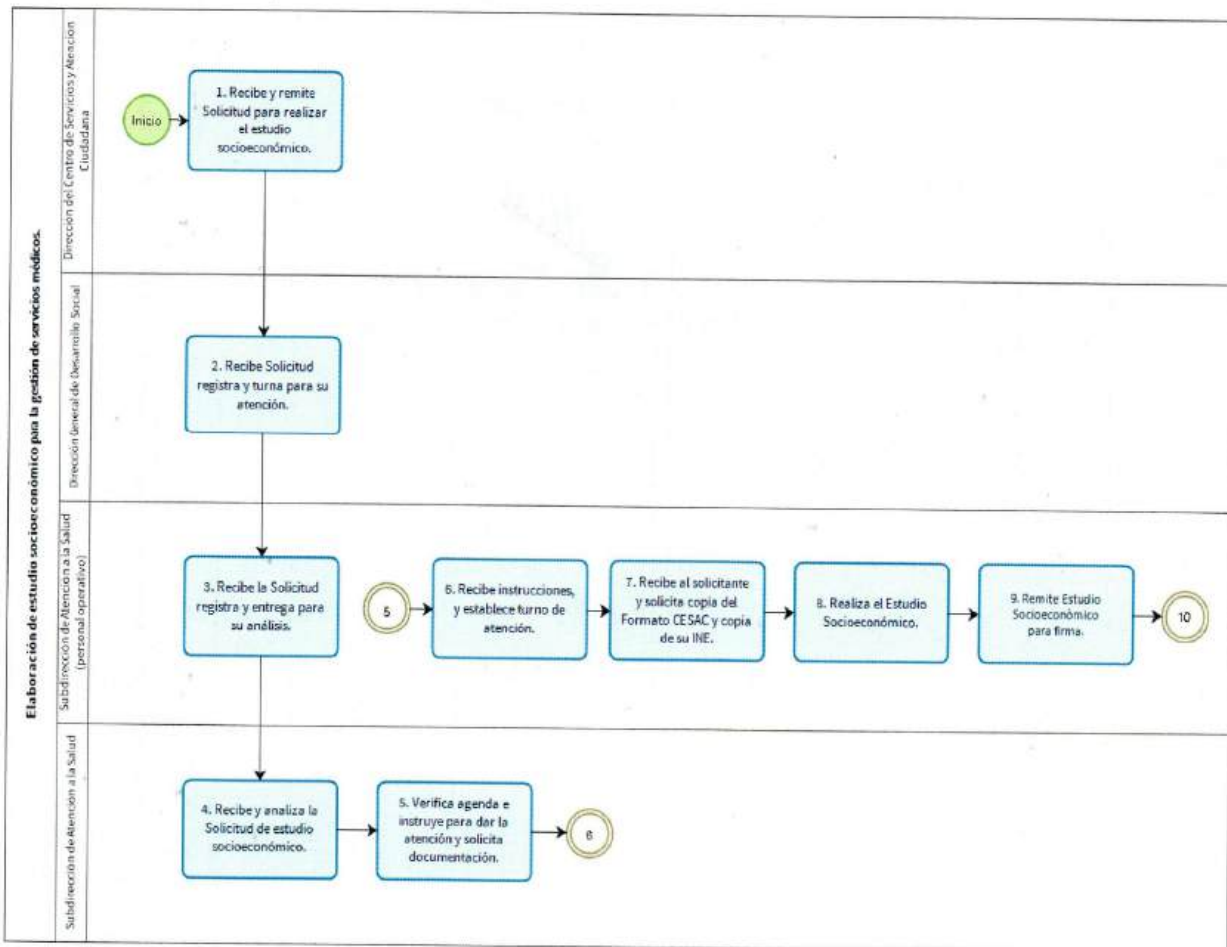 Elaboración de estudio socioeconómico para la gestión de servicios médicos.
Dirección del Centro de Servicios y Atención
Ciudadana
Inicio
1. Recibe y remite
Solicitud para realizar
el estudio
socioeconómico.
Dirección General de Desarrollo Social
2. Recibe Solicitud
registra y turna para su
atención.
Subdirección de Atención a la Salud
(personal operativo)
3. Recibe la Solicitud
registra y entrega para
su análisis.
5
6. Recibe instrucciones,
y establece turno de
atención.
7. Recibe al solicitante
y solicita copia del
Formato CESAC y copia
de su INE.
8. Realiza el Estudio
Socioeconómico.
9. Remite Estudio
Socioeconómico
para firma.
10
Subdirección de Atención a la Salud
4. Recibe y analiza la
Solicitud de estudio
socioeconómico.
5. Verifica agenda e
instruye para dar la
atención y solicita
documentación.
6